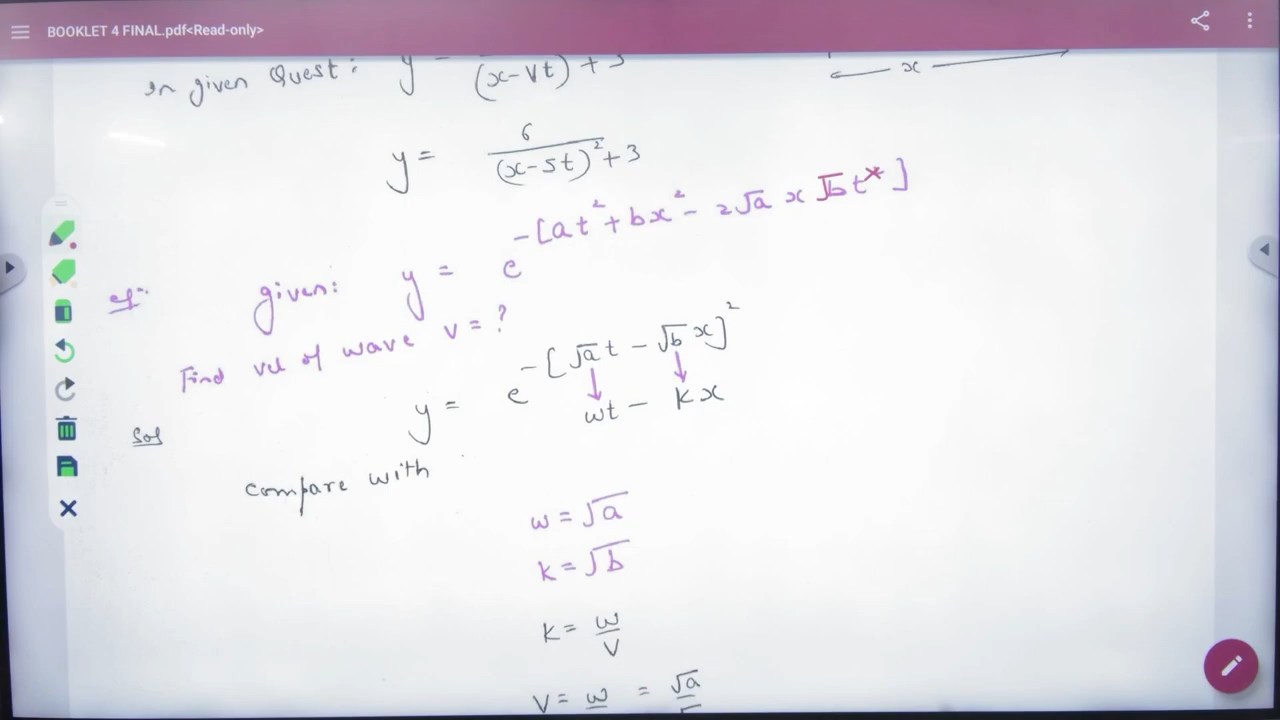 BOOKLET 4 FINAL.pdf<Read-only>
In given Quest: y = (x-Vt) + 3
x
y = 6 / (x-5t)² + 3
eg:- given: y = e^-[at² + bx² - 2√a x √b t*]
Find vel of wave v = ?
Sol y = e^-[√a t - √b x]²
wt - kx
compare with
w = √a
k = √b
k = w/V
V = w = √a